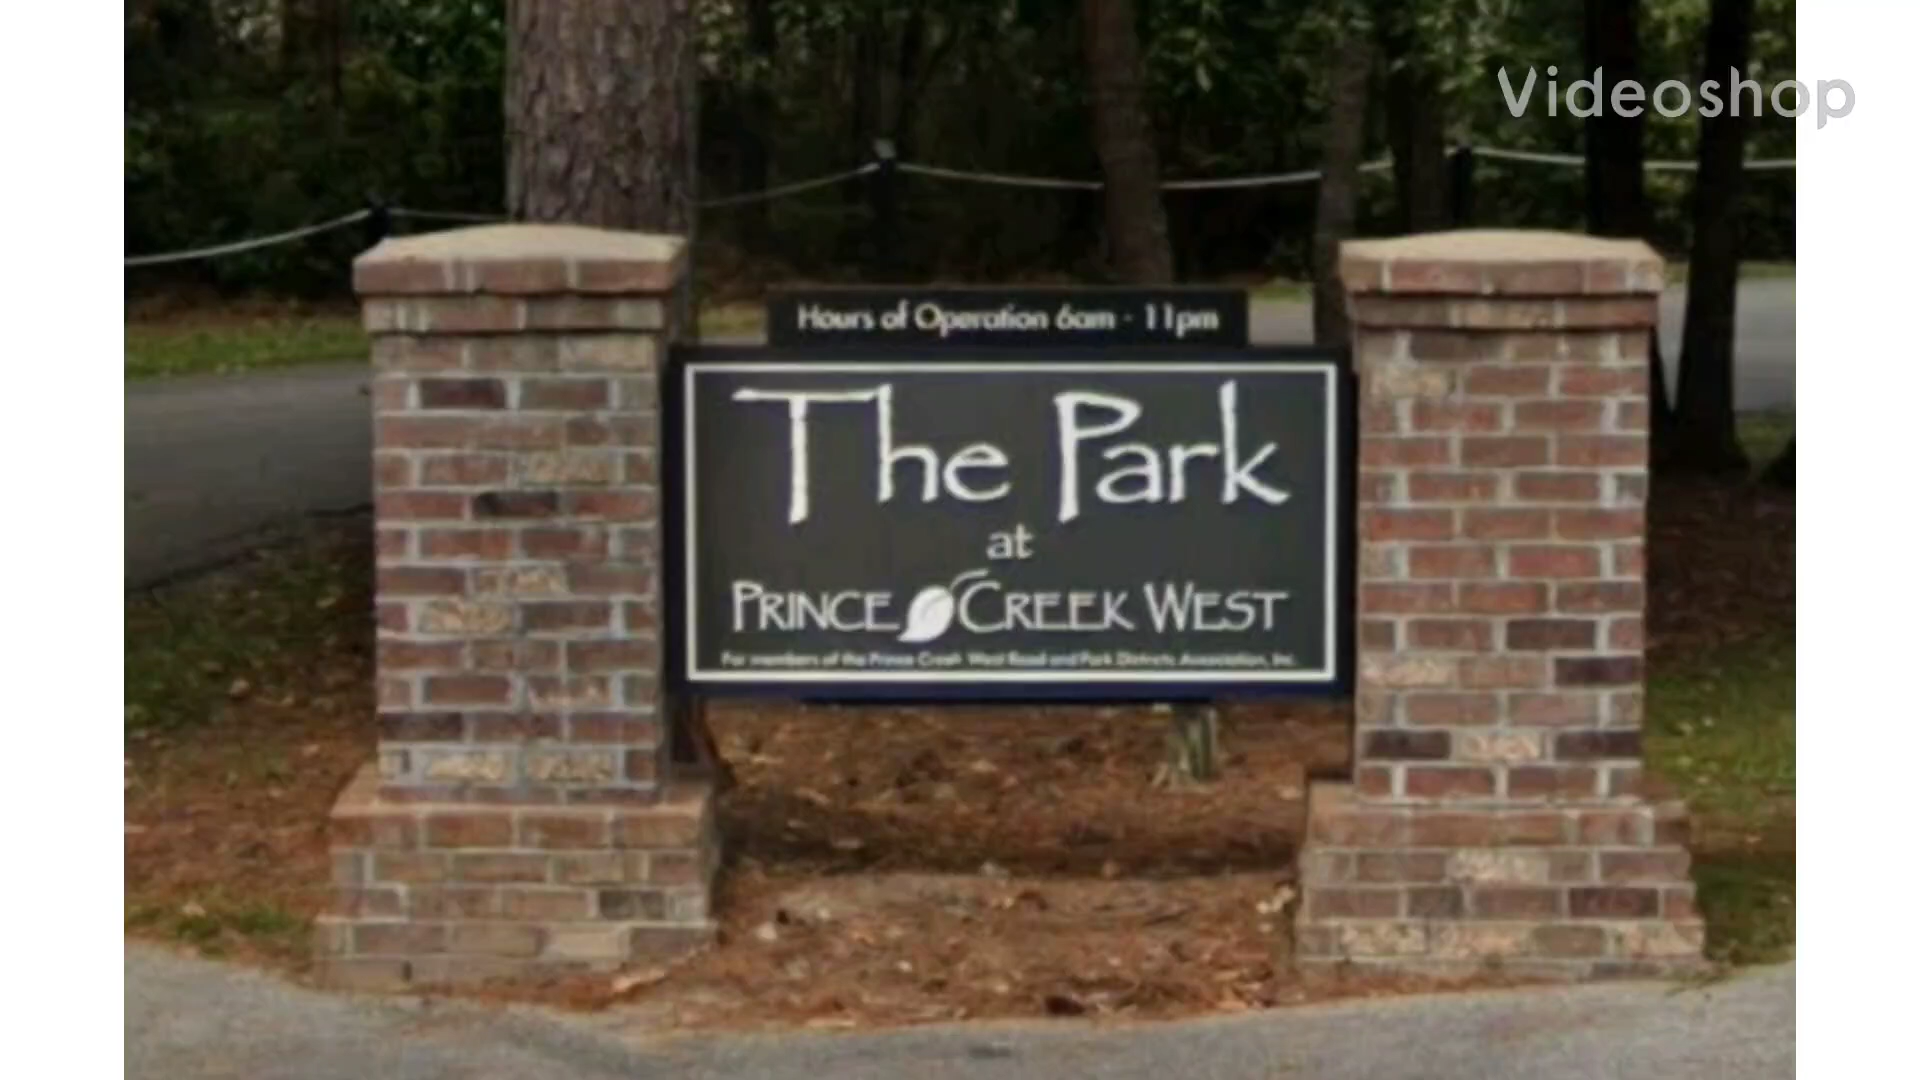 Videoshop
Hours of Operation 6am - 11pm
The Park
at
PRINCE CREEK WEST
For members of the Prince Creek West Road and Park Districts Association, Inc.